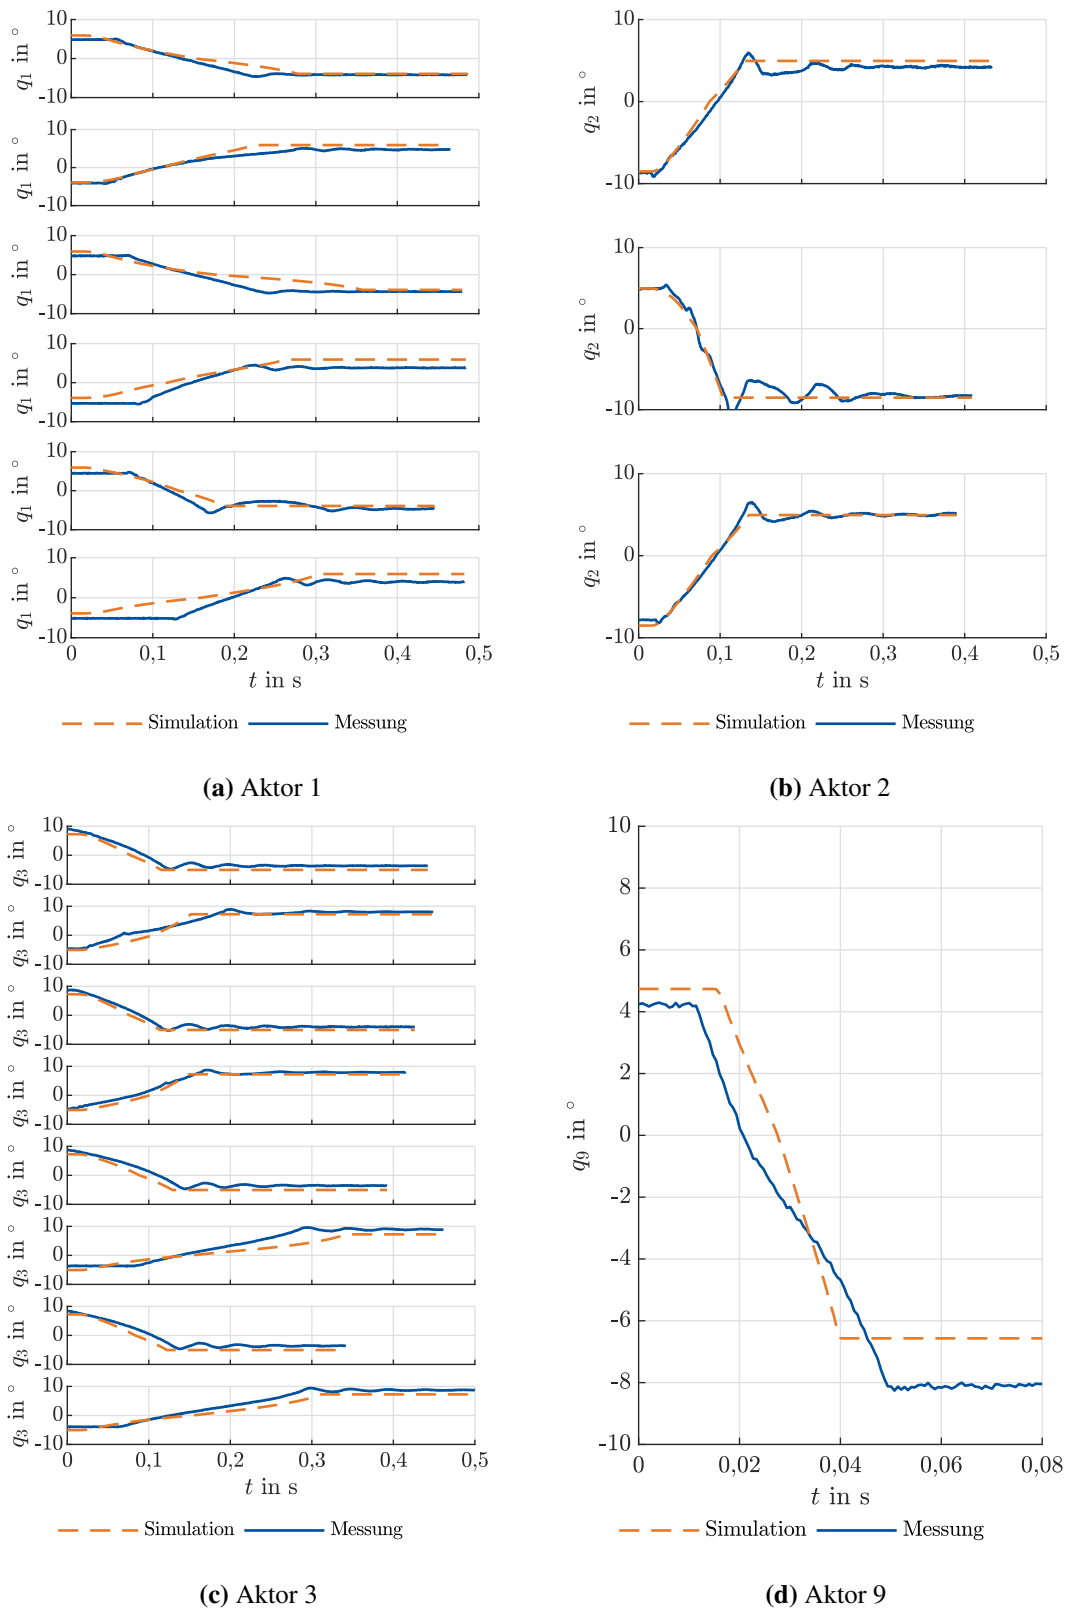 10
0
-10
q₁ in °
10
0
-10
q₁ in °
10
0
-10
q₁ in °
10
0
-10
q₁ in °
10
0
-10
q₁ in °
10
0
-10
q₁ in °
0 0,1 0,2 0,3 0,4 0,5
t in s
Simulation Messung
(a) Aktor 1
10
0
-10
q₂ in °
10
0
-10
q₂ in °
10
0
-10
q₂ in °
0 0,1 0,2 0,3 0,4 0,5
t in s
Simulation Messung
(b) Aktor 2
10
0
-10
q₃ in °
10
0
-10
q₃ in °
10
0
-10
q₃ in °
10
0
-10
q₃ in °
10
0
-10
q₃ in °
10
0
-10
q₃ in °
10
0
-10
q₃ in °
10
0
-10
q₃ in °
0 0,1 0,2 0,3 0,4 0,5
t in s
Simulation Messung
(c) Aktor 3
10
8
6
4
2
0
-2
-4
-6
-8
-10
q₉ in °
0 0,02 0,04 0,06 0,08
t in s
Simulation Messung
(d) Aktor 9